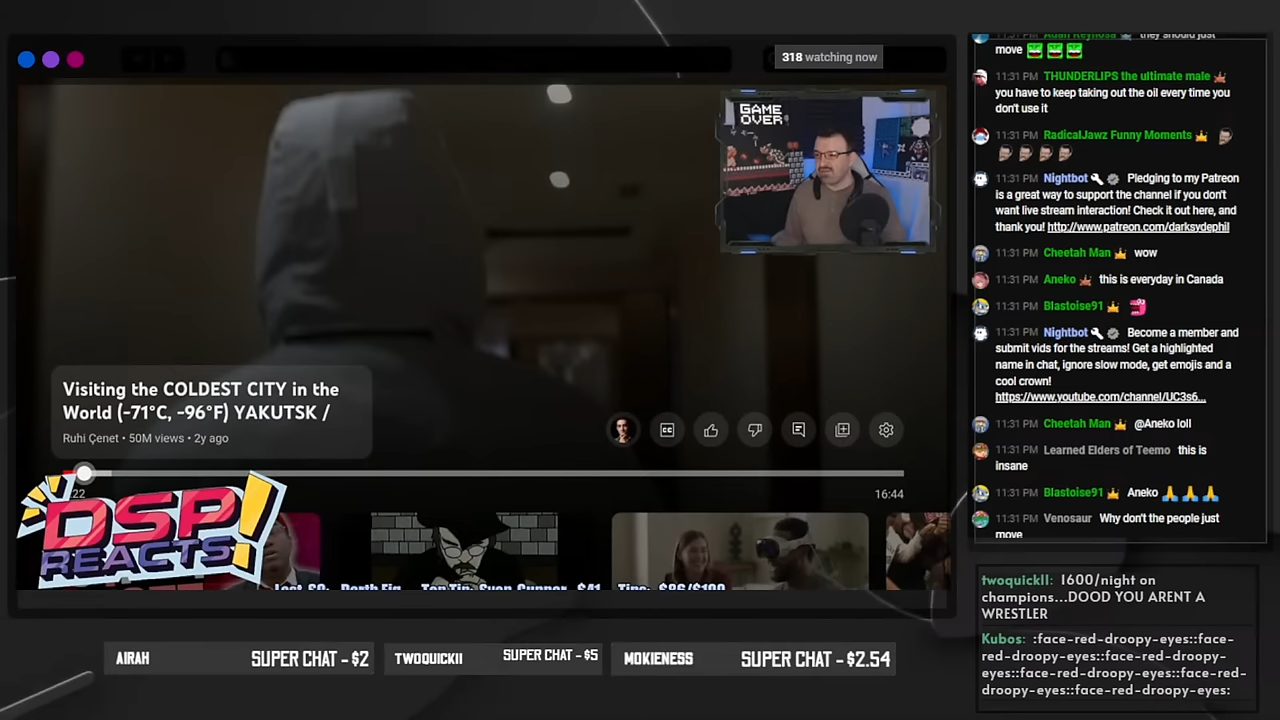 318 watching now
GAME
OVER
Visiting the COLDEST CITY in the
World (-71°C, -96°F) YAKUTSK /
Ruhi Çenet • 50M views • 2y ago
CC
:22
16:44
DSP
REACTS!
Tip: $86/$100
AIRAH SUPER CHAT - $2
TWOQUICKII SUPER CHAT - $5
MOKIENESS SUPER CHAT - $2.54
11:31 PM Adan Reynosa they should just
move
11:31 PM THUNDERLIPS the ultimate male
you have to keep taking out the oil every time you
don't use it
11:31 PM RadicalJawz Funny Moments
11:31 PM Nightbot Pledging to my Patreon
is a great way to support the channel if you don't
want live stream interaction! Check it out here, and
thank you! http://www.patreon.com/darksydephil
11:31 PM Cheetah Man wow
11:31 PM Aneko this is everyday in Canada
11:31 PM Blastoise91
11:31 PM Nightbot Become a member and
submit vids for the streams! Get a highlighted
name in chat, ignore slow mode, get emojis and a
cool crown!
https://www.youtube.com/channel/UC3s6...
11:31 PM Cheetah Man @Aneko loll
11:31 PM Learned Elders of Teemo this is
insane
11:31 PM Blastoise91 Aneko
11:31 PM Venosaur Why don't the people just
move
twoquickII: 1600/night on
champions...DOOD YOU ARENT A
WRESTLER
Kubos: :face-red-droopy-eyes::face-
red-droopy-eyes::face-red-droopy-
eyes::face-red-droopy-eyes::face-red-
droopy-eyes::face-red-droopy-eyes: